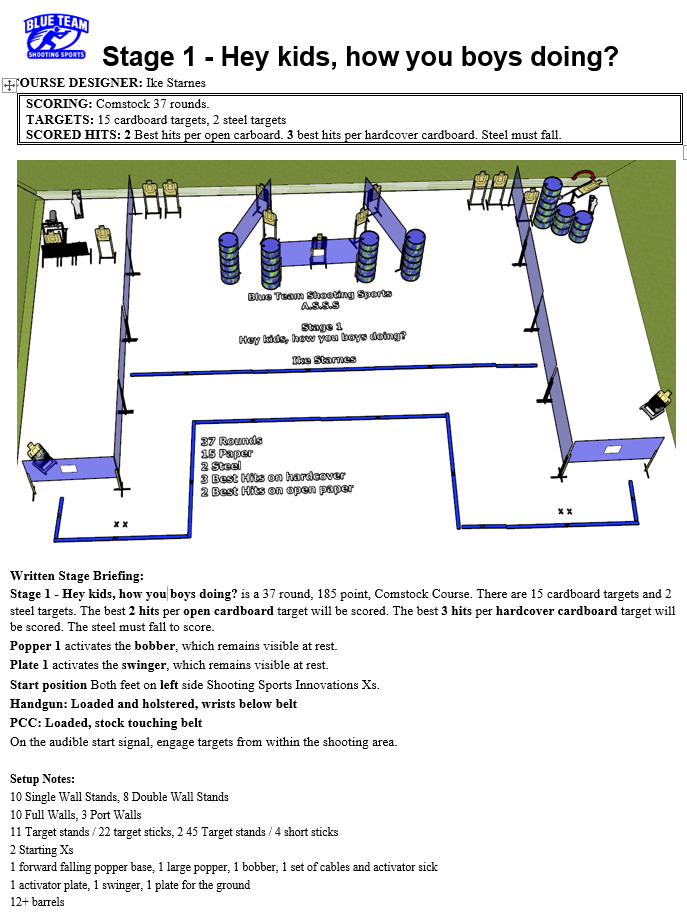 BLUE TEAM
SHOOTING SPORTS
Stage 1 - Hey kids, how you boys doing?
OURSE DESIGNER: Ike Starnes
SCORING: Comstock 37 rounds.
TARGETS: 15 cardboard targets, 2 steel targets
SCORED HITS: 2 Best hits per open carboard. 3 best hits per hardcover cardboard. Steel must fall.
Blue Team Shooting Sports
A.S.S.S
Stage 1
Hey kids, how you boys doing?
Ike Starnes
37 Rounds
15 Paper
2 Steel
3 Best Hits on hardcover
2 Best Hits on open paper
X X
X X
Written Stage Briefing:
Stage 1 - Hey kids, how you boys doing? is a 37 round, 185 point, Comstock Course. There are 15 cardboard targets and 2
steel targets. The best 2 hits per open cardboard target will be scored. The best 3 hits per hardcover cardboard target will
be scored. The steel must fall to score.
Popper 1 activates the bobber, which remains visible at rest.
Plate 1 activates the swinger, which remains visible at rest.
Start position Both feet on left side Shooting Sports Innovations Xs.
Handgun: Loaded and holstered, wrists below belt
PCC: Loaded, stock touching belt
On the audible start signal, engage targets from within the shooting area.
Setup Notes:
10 Single Wall Stands, 8 Double Wall Stands
10 Full Walls, 3 Port Walls
11 Target stands / 22 target sticks, 2 45 Target stands / 4 short sticks
2 Starting Xs
1 forward falling popper base, 1 large popper, 1 bobber, 1 set of cables and activator sick
1 activator plate, 1 swinger, 1 plate for the ground
12+ barrels